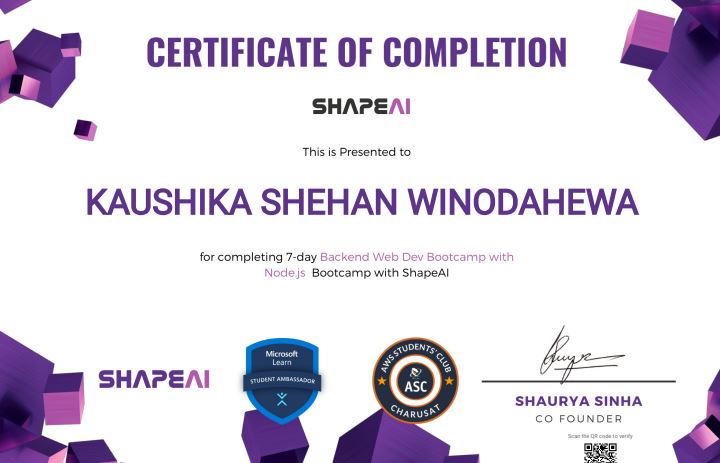 CERTIFICATE OF COMPLETION
SHAPEAI
This is Presented to
KAUSHIKA SHEHAN WINODAHEWA
for completing 7-day Backend Web Dev Bootcamp with
Node.js Bootcamp with ShapeAI
SHAPEAI
Microsoft
Learn
STUDENT AMBASSADOR
AWS STUDENTS' CLUB
ASC
CHARUSAT
SHAURYA SINHA
CO FOUNDER
Scan the QR code to verify